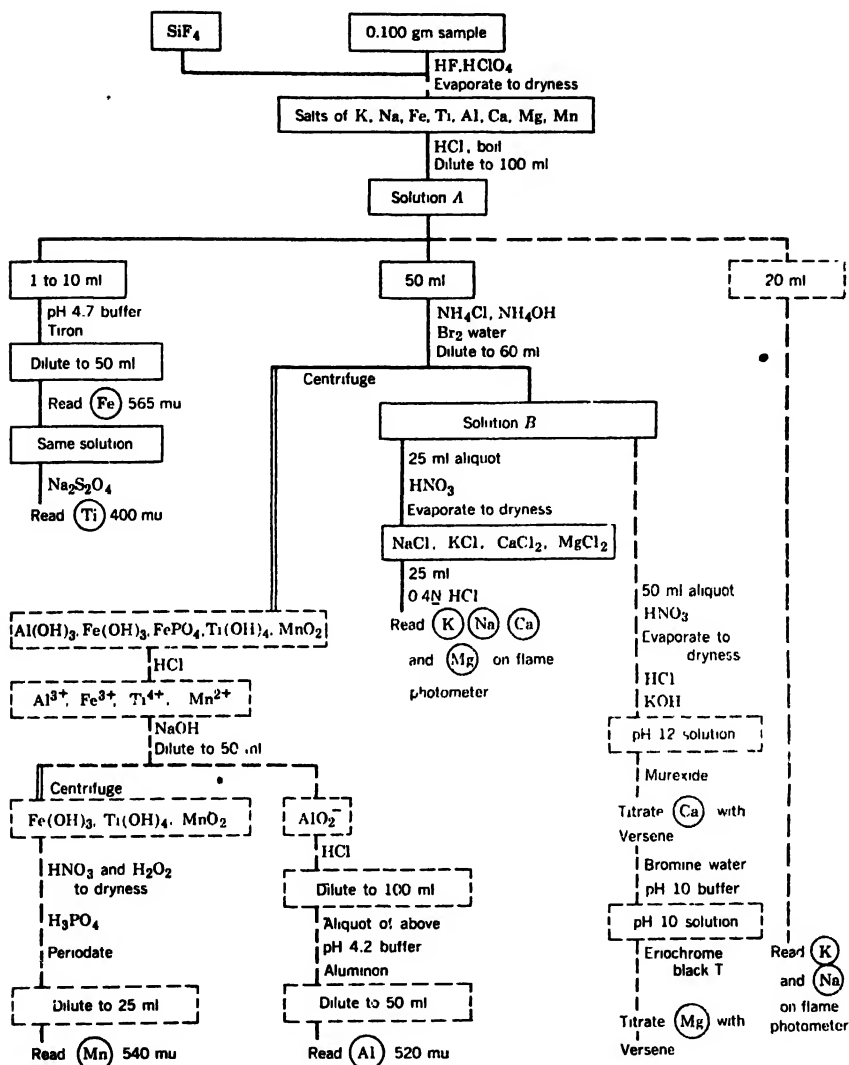 SiF4
0.100 gm sample
HF, HClO4
Evaporate to dryness
Salts of K, Na, Fe, Ti, Al, Ca, Mg, Mn
HCl, boil
Dilute to 100 ml
Solution A
1 to 10 ml
pH 4.7 buffer
Tiron
Dilute to 50 ml
Read Fe 565 mu
Same solution
Na2S2O4
Read Ti 400 mu
50 ml
NH4Cl, NH4OH
Br2 water
Dilute to 60 ml
Centrifuge
Solution B
25 ml aliquot
HNO3
Evaporate to dryness
NaCl, KCl, CaCl2, MgCl2
25 ml
0.4N HCl
Read K Na Ca
and Mg on flame
photometer
50 ml aliquot
HNO3
Evaporate to
dryness
HCl
KOH
pH 12 solution
Murexide
Titrate Ca with
Versene
Bromine water
pH 10 buffer
pH 10 solution
Eriochrome
black T
Titrate Mg with
Versene
20 ml
Read K
and Na
on flame
photometer
Al(OH)3, Fe(OH)3, FePO4, Ti(OH)4, MnO2
HCl
Al3+, Fe3+, Ti4+, Mn2+
NaOH
Dilute to 50 ml
Centrifuge
Fe(OH)3, Ti(OH)4, MnO2
HNO3 and H2O2
to dryness
H3PO4
Periodate
Dilute to 25 ml
Read Mn 540 mu
AlO2−
HCl
Dilute to 100 ml
Aliquot of above
pH 4.2 buffer
Aluminon
Dilute to 50 ml
Read Al 520 mu